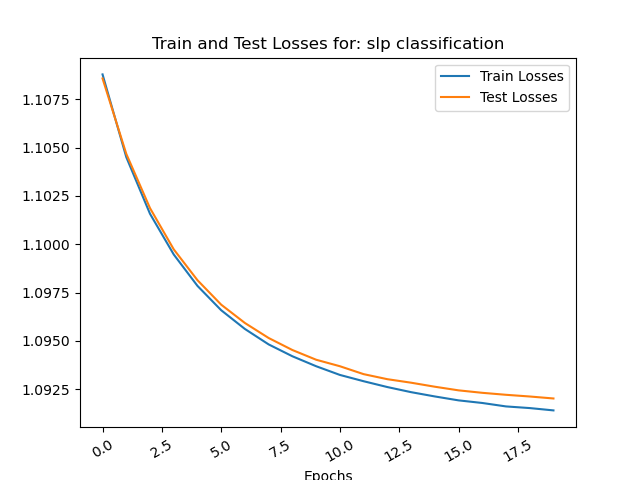 Train and Test Losses for: slp classification
Train Losses
Test Losses
1.1075
1.1050
1.1025
1.1000
1.0975
1.0950
1.0925
0.0 2.5 5.0 7.5 10.0 12.5 15.0 17.5
Epochs